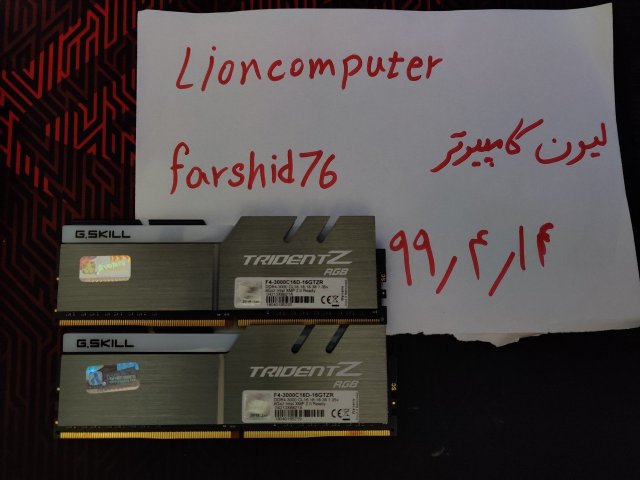 Lioncomputer
لیون کامپیوتر
farshid76
۹۹٫۴٫۱۴
G.SKILL
TRIDENTZ
RGB
F4-3000C16D-16GTZR
G.SKILL
TRIDENTZ
RGB
F4-3000C16D-16GTZR